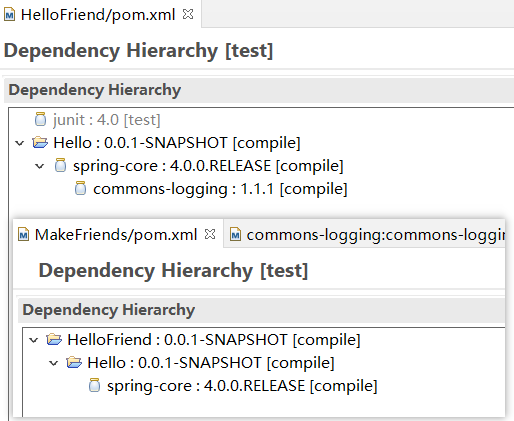 HelloFriend/pom.xml
Dependency Hierarchy [test]
Dependency Hierarchy
junit : 4.0 [test]
Hello : 0.0.1-SNAPSHOT [compile]
spring-core : 4.0.0.RELEASE [compile]
commons-logging : 1.1.1 [compile]
MakeFriends/pom.xml commons-logging:commons-loggin
Dependency Hierarchy [test]
Dependency Hierarchy
HelloFriend : 0.0.1-SNAPSHOT [compile]
Hello : 0.0.1-SNAPSHOT [compile]
spring-core : 4.0.0.RELEASE [compile]